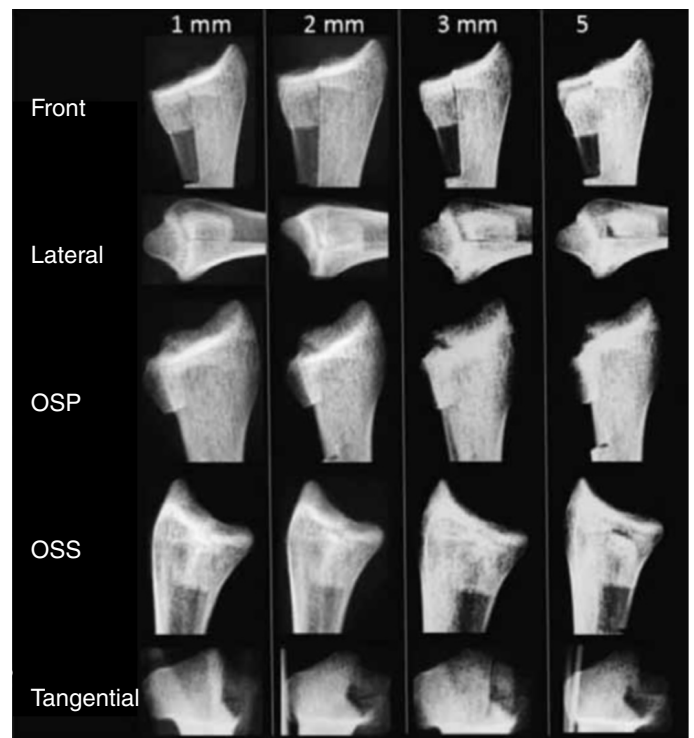 1 mm 2 mm 3 mm 5
Front
Lateral
OSP
OSS
Tangential